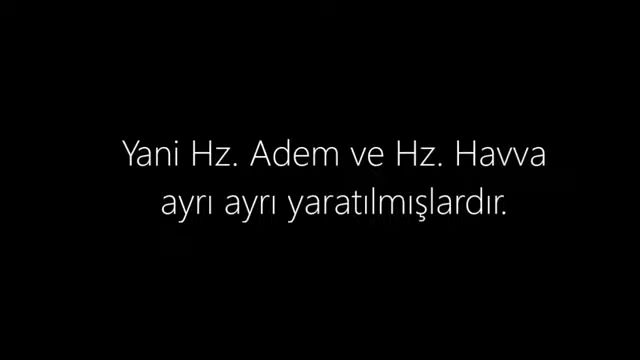 Yani Hz. Adem ve Hz. Havva
ayrı ayrı yaratılmışlardır.